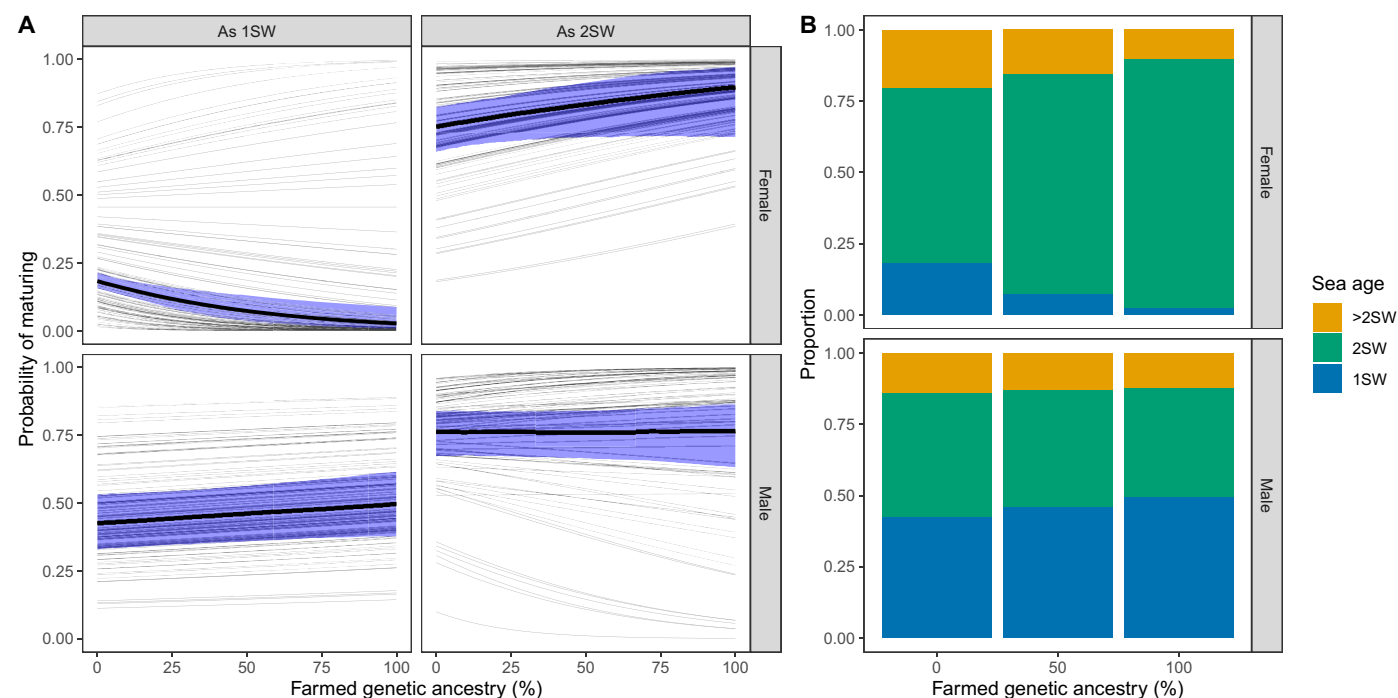 A
As 1SW
As 2SW
Probability of maturing
1.00
0.75
0.50
0.25
0.00
Female
1.00
0.75
0.50
0.25
0.00
Male
0
25
50
75
100
0
25
50
75
100
Farmed genetic ancestry (%)
B
Proportion
1.00
0.75
0.50
0.25
0.00
Female
1.00
0.75
0.50
0.25
0.00
Male
0
50
100
Farmed genetic ancestry (%)
Sea age
>2SW
2SW
1SW